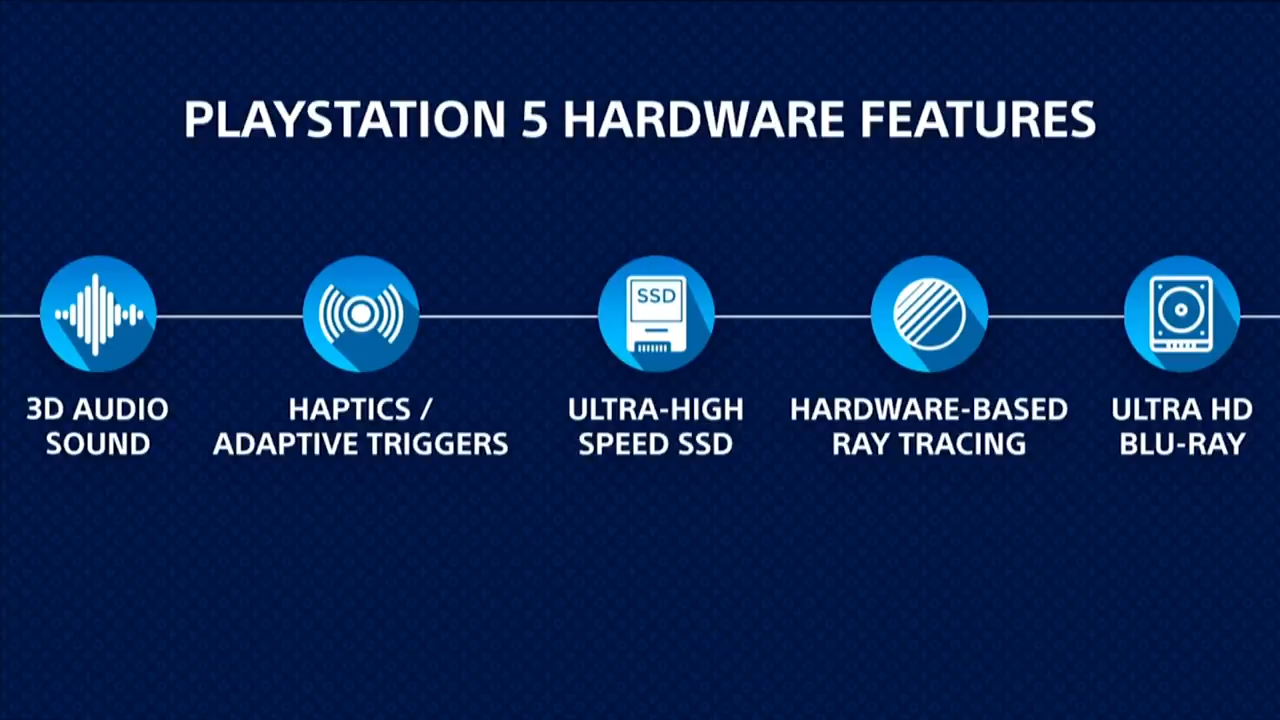 PLAYSTATION 5 HARDWARE FEATURES
SSD
3D AUDIO
SOUND
HAPTICS /
ADAPTIVE TRIGGERS
ULTRA-HIGH
SPEED SSD
HARDWARE-BASED
RAY TRACING
ULTRA HD
BLU-RAY